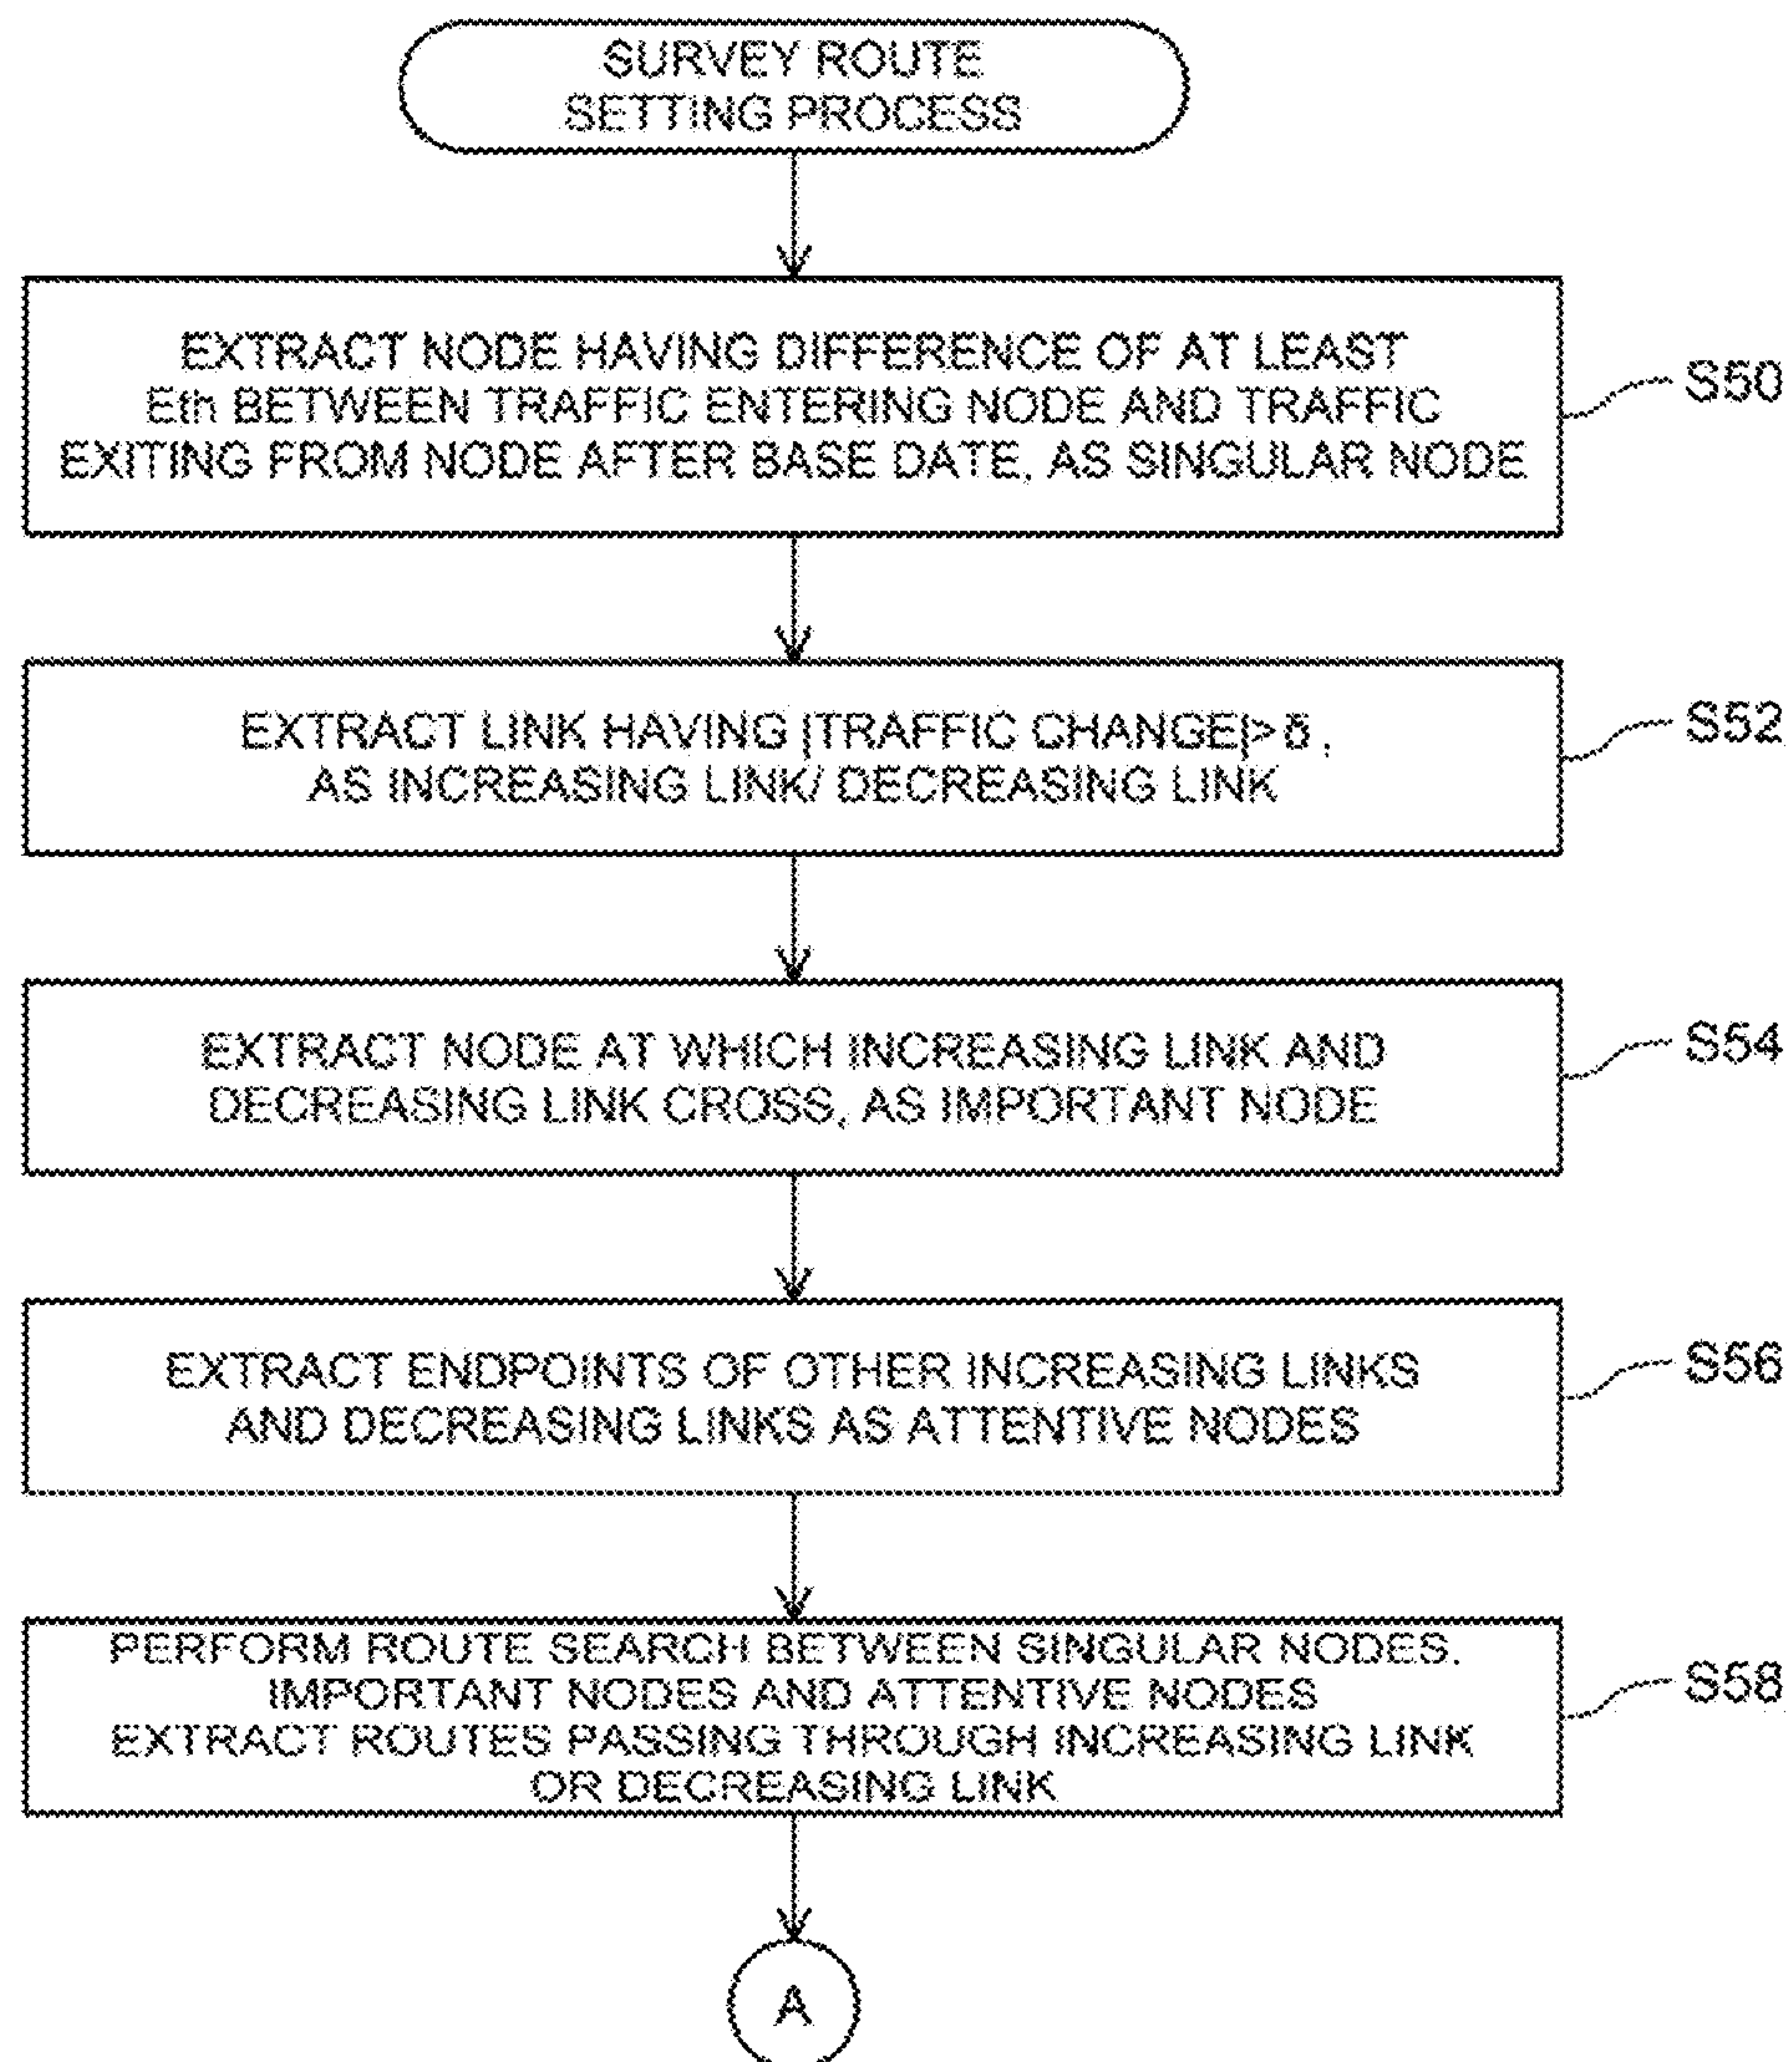 SURVEY ROUTE
SETTING PROCESS
EXTRACT NODE HAVING DIFFERENCE OF AT LEAST
Eth BETWEEN TRAFFIC ENTERING NODE AND TRAFFIC
EXITING FROM NODE AFTER BASE DATE, AS SINGULAR NODE
S50
EXTRACT LINK HAVING |TRAFFIC CHANGE|> δ ,
AS INCREASING LINK/ DECREASING LINK
S52
EXTRACT NODE AT WHICH INCREASING LINK AND
DECREASING LINK CROSS, AS IMPORTANT NODE
S54
EXTRACT ENDPOINTS OF OTHER INCREASING LINKS
AND DECREASING LINKS AS ATTENTIVE NODES
S56
PERFORM ROUTE SEARCH BETWEEN SINGULAR NODES,
IMPORTANT NODES AND ATTENTIVE NODES
EXTRACT ROUTES PASSING THROUGH INCREASING LINK
OR DECREASING LINK
S58
A